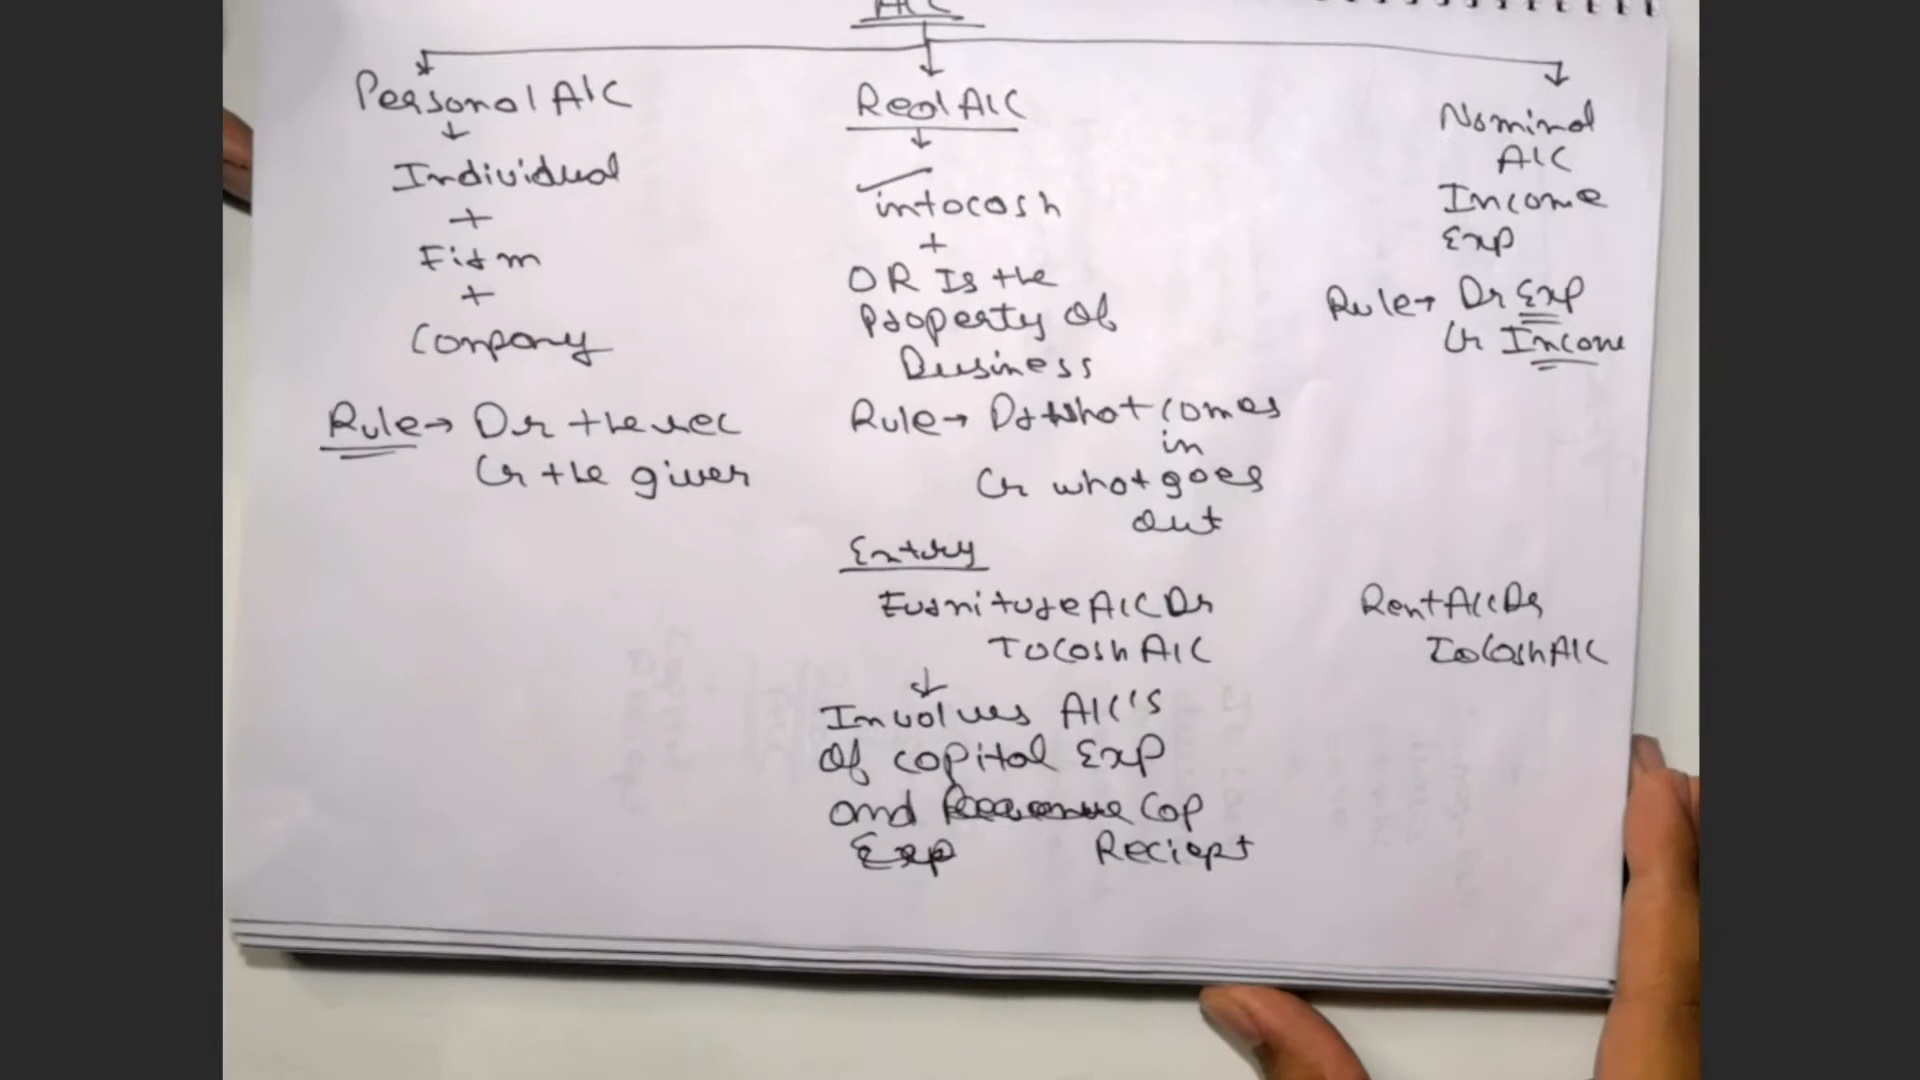 A/C
Personal A/C
Individual
+
Firm
+
Company
Rule → Dr the rec
Cr the giver
Real A/C
into cash
+
OR Is the
Property Of
Business
Rule → Dr What comes
in
Cr what goes
out
Entry
Furniture A/C Dr
To Cash A/C
Involves A/C's
Of capital Exp
and Revenue Cap
Exp Reciept
Nominal
A/C
Income
Exp
Rule → Dr Exp
Cr Income
Rent A/c Dr
To Cash A/C